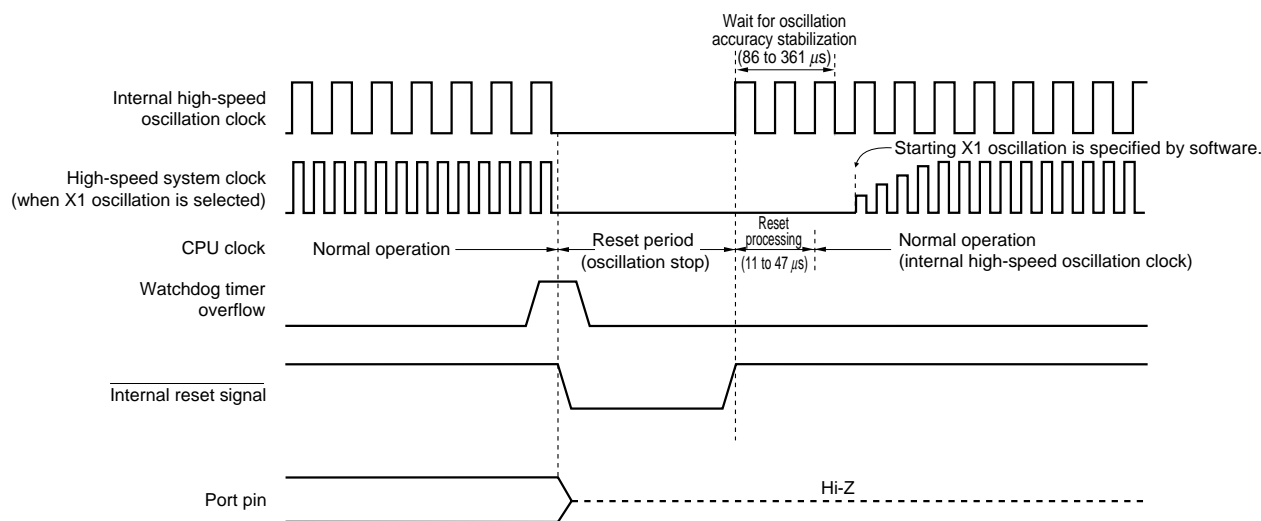 Wait for oscillation
accuracy stabilization
(86 to 361 μs)
Internal high-speed
oscillation clock
Starting X1 oscillation is specified by software.
High-speed system clock
(when X1 oscillation is selected)
CPU clock
Normal operation
Reset period
(oscillation stop)
Reset
processing
(11 to 47 μs)
Normal operation
(internal high-speed oscillation clock)
Watchdog timer
overflow
Internal reset signal
Port pin
Hi-Z